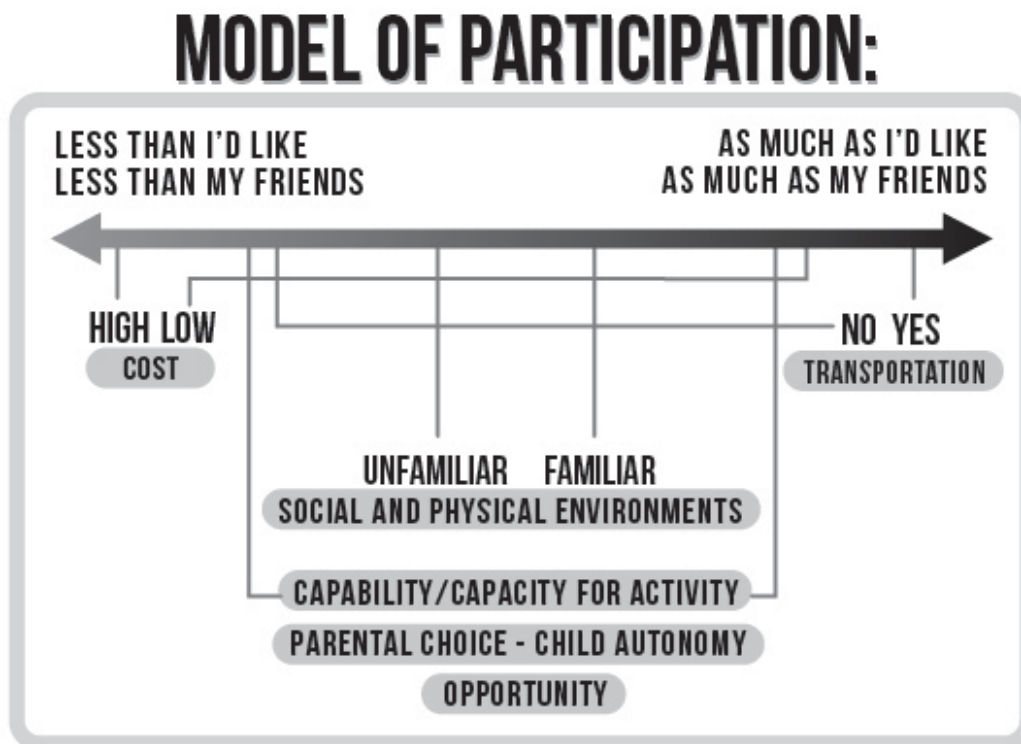 MODEL OF PARTICIPATION:
LESS THAN I'D LIKE
LESS THAN MY FRIENDS
AS MUCH AS I'D LIKE
AS MUCH AS MY FRIENDS
HIGH LOW
COST
NO YES
TRANSPORTATION
UNFAMILIAR FAMILIAR
SOCIAL AND PHYSICAL ENVIRONMENTS
CAPABILITY/CAPACITY FOR ACTIVITY
PARENTAL CHOICE - CHILD AUTONOMY
OPPORTUNITY